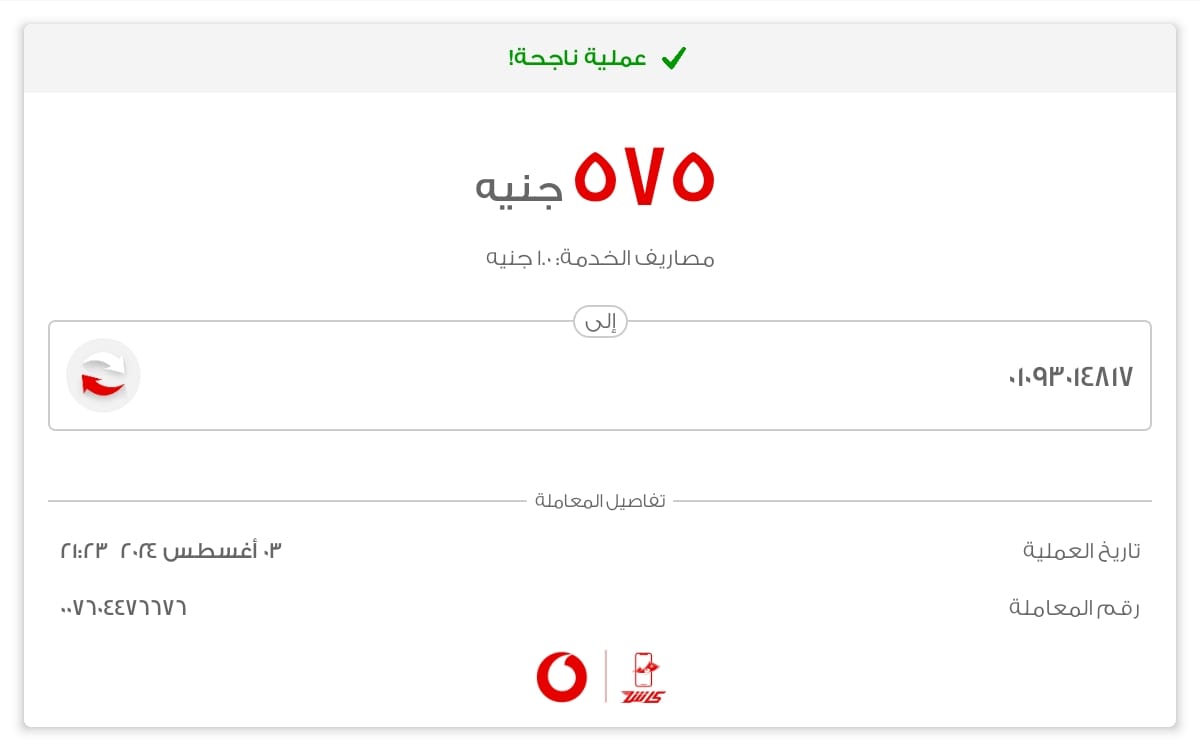 عملية ناجحة!
٥٧٥ جنيه
مصاريف الخدمة: ١.٠ جنيه
إلى
٠١٠٩٣٠١٤٨١٧
تفاصيل المعاملة
تاريخ العملية ٠٣ أغسطس ٢٠٢٤ ٢١:٢٣
رقم المعاملة ٠٠٧٦٠٤٤٧٦٦٧٦
كاش